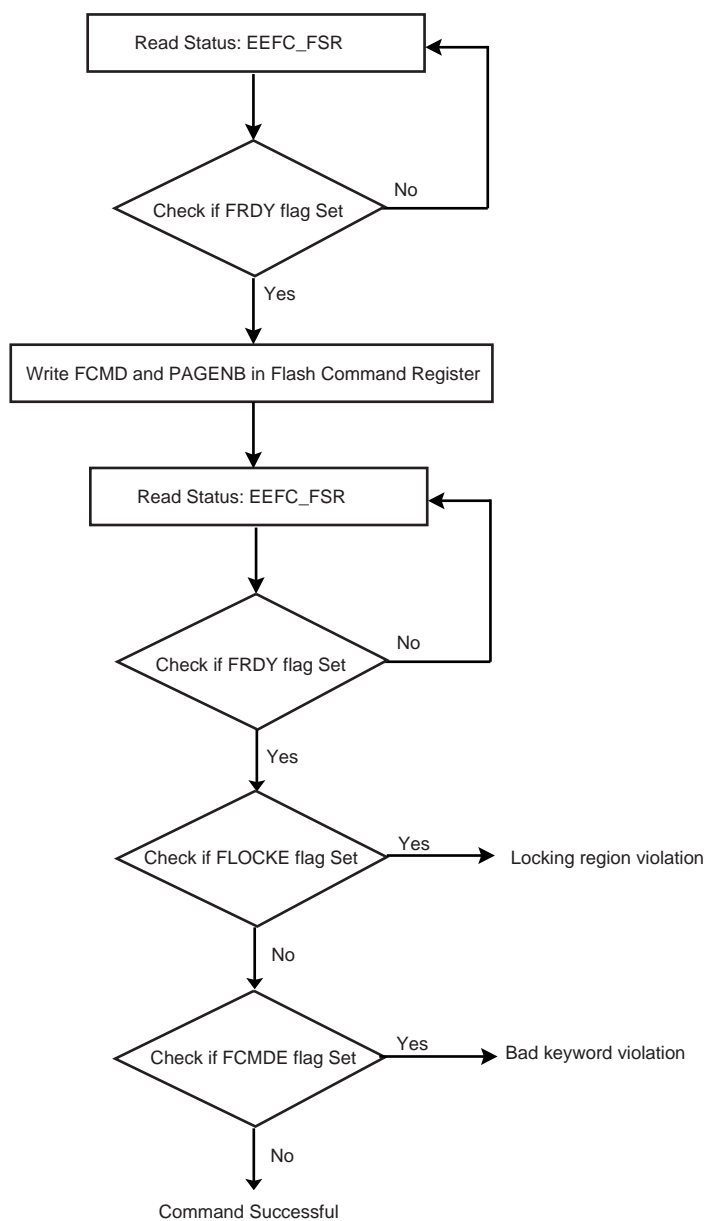 Read Status: EEFC_FSR
No
Check if FRDY flag Set
Yes
Write FCMD and PAGENB in Flash Command Register
Read Status: EEFC_FSR
No
Check if FRDY flag Set
Yes
Check if FLOCKE flag Set
Yes
Locking region violation
No
Check if FCMDE flag Set
Yes
Bad keyword violation
No
Command Successful